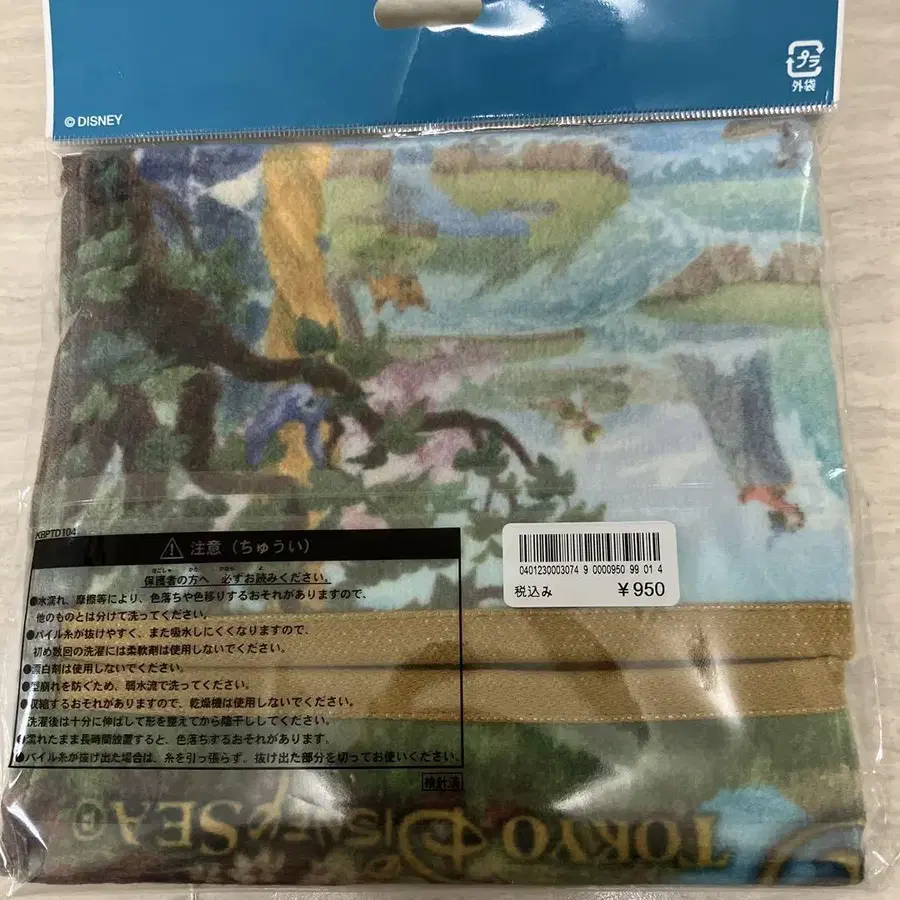 © DISNEY
プラ
外袋
KBPTD104
注意（ちゅうい）
ほごしゃ かた かなら よ
保護者の方へ 必ずお読みください。
●水濡れ、摩擦等により、色落ちや色移りするおそれがありますので、
他のものとは分けて洗ってください。
●パイル糸が抜けやすく、また吸水しにくくなりますので、
初め数回の洗濯には柔軟剤は使用しないでください。
●漂白剤は使用しないでください。
●型崩れを防ぐため、弱水流で洗ってください。
●収縮するおそれがありますので、乾燥機は使用しないでください。
洗濯後は十分に伸ばして形を整えてから陰干ししてください。
●濡れたまま長時間放置すると、色落ちするおそれがあります。
●パイル糸が抜け出た場合は、糸を引っ張らず、抜け出た部分を切ってお使いください。
検針済
0401230003074 9 0000950 99 01 4
税込み ¥950
TOKYO DISNEYSEA®